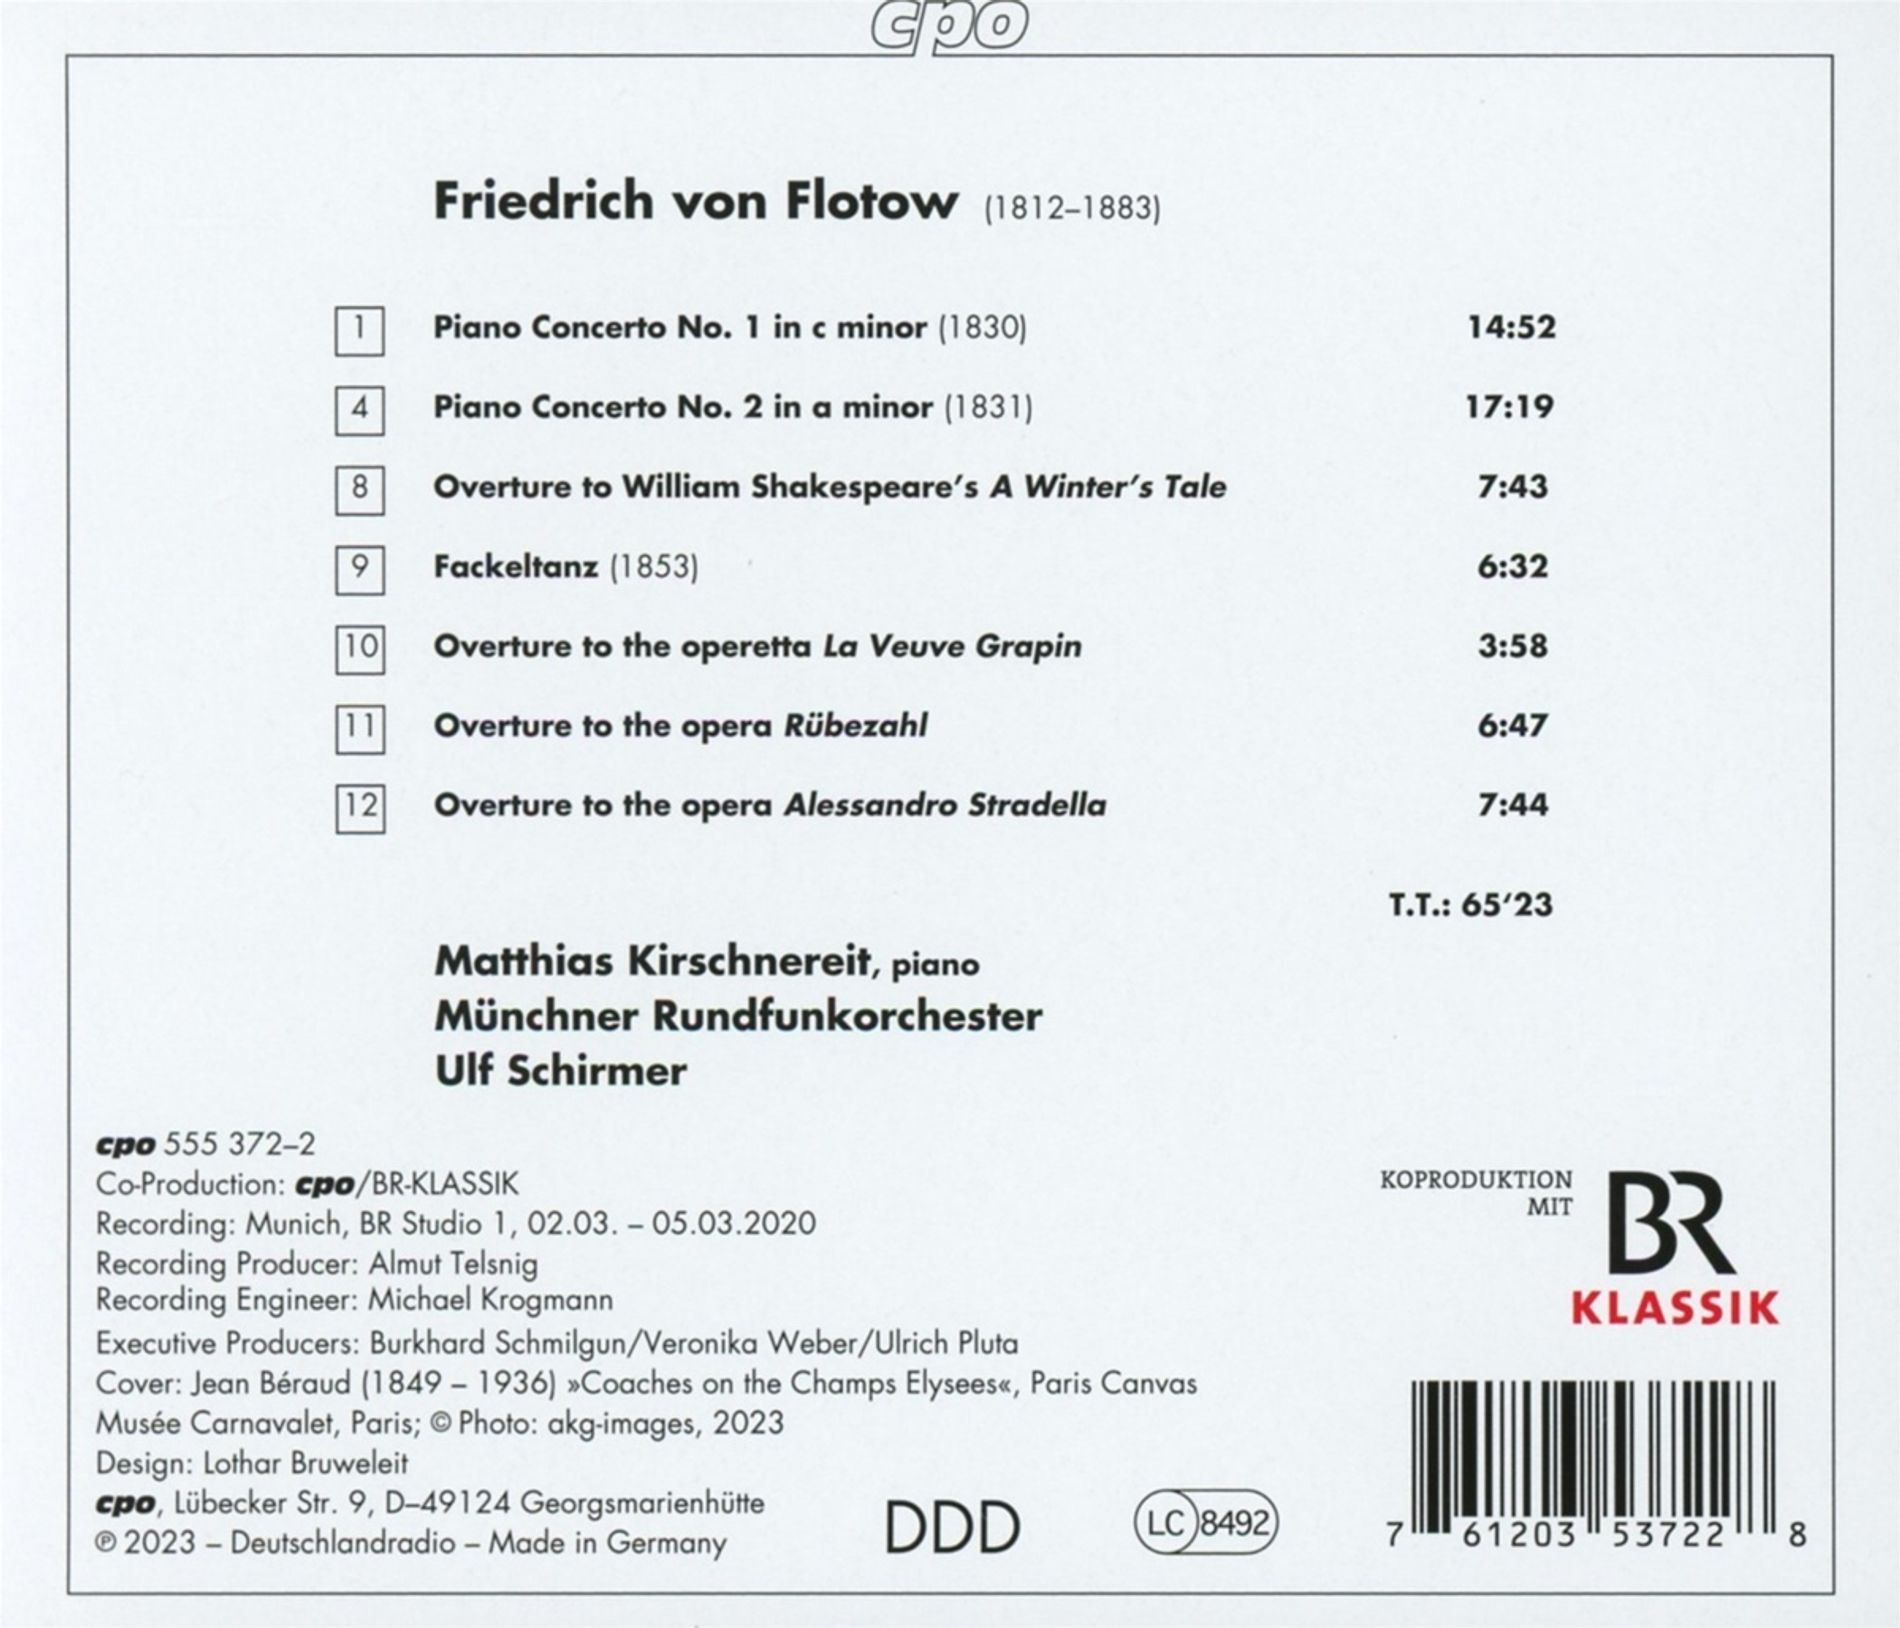 cpo
Friedrich von Flotow (1812–1883)
1 Piano Concerto No. 1 in c minor (1830) 14:52
4 Piano Concerto No. 2 in a minor (1831) 17:19
8 Overture to William Shakespeare's A Winter's Tale 7:43
9 Fackeltanz (1853) 6:32
10 Overture to the operetta La Veuve Grapin 3:58
11 Overture to the opera Rübezahl 6:47
12 Overture to the opera Alessandro Stradella 7:44
T.T.: 65‘23
Matthias Kirschnereit, piano
Münchner Rundfunkorchester
Ulf Schirmer
cpo 555 372–2
Co-Production: cpo/BR-KLASSIK
Recording: Munich, BR Studio 1, 02.03. – 05.03.2020
Recording Producer: Almut Telsnig
Recording Engineer: Michael Krogmann
Executive Producers: Burkhard Schmilgun/Veronika Weber/Ulrich Pluta
Cover: Jean Béraud (1849 – 1936) »Coaches on the Champs Elysees«, Paris Canvas
Musée Carnavalet, Paris; © Photo: akg-images, 2023
Design: Lothar Bruweleit
cpo, Lübecker Str. 9, D–49124 Georgsmarienhütte
℗ 2023 – Deutschlandradio – Made in Germany
DDD
LC 8492
KOPRODUKTION
MIT
BR
KLASSIK
7 61203 53722 8